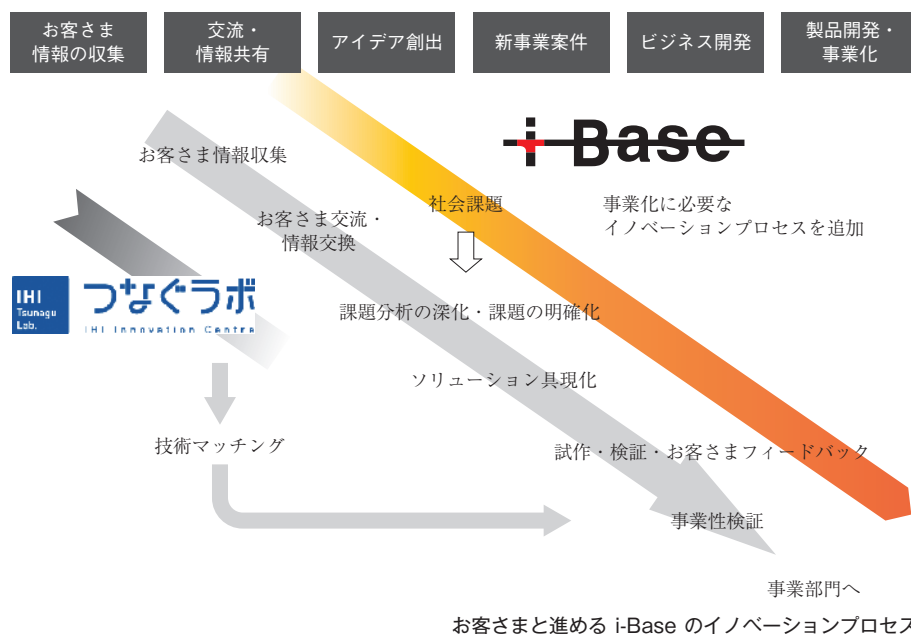 お客さま
情報の収集
交流・
情報共有
アイデア創出
新事業案件
ビジネス開発
製品開発・
事業化
i-Base
お客さま情報収集
社会課題
事業化に必要な
イノベーションプロセスを追加
お客さま交流・
情報交換
IHI
Tsunagu
Lab.
つなぐラボ
IHI Innovation Centre
課題分析の深化・課題の明確化
ソリューション具現化
技術マッチング
試作・検証・お客さまフィードバック
事業性検証
事業部門へ
お客さまと進める i-Base のイノベーションプロセス